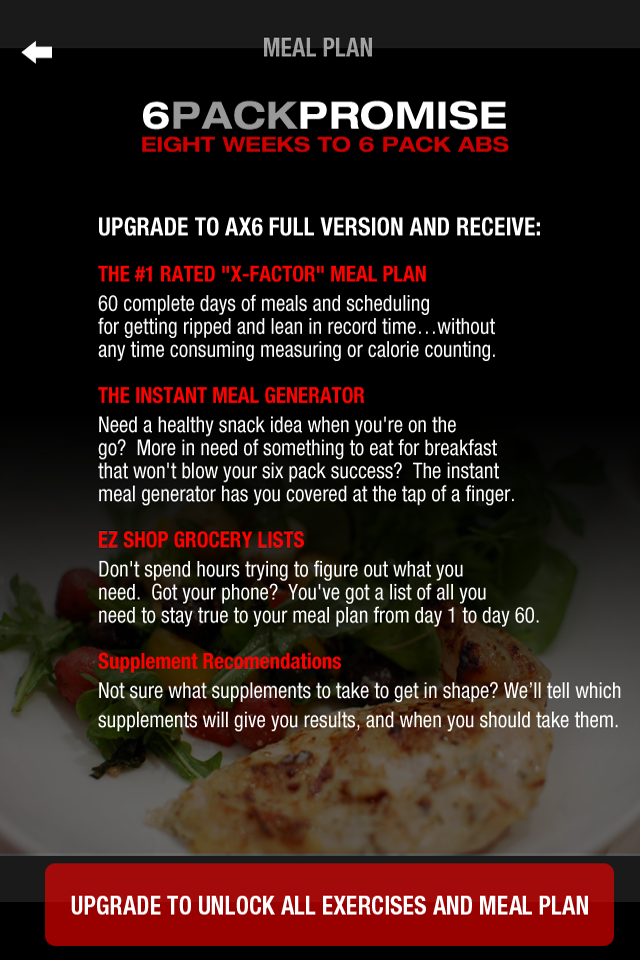 MEAL PLAN
6PACKPROMISE
EIGHT WEEKS TO 6 PACK ABS
UPGRADE TO AX6 FULL VERSION AND RECEIVE:
THE #1 RATED "X-FACTOR" MEAL PLAN
60 complete days of meals and scheduling
for getting ripped and lean in record time…without
any time consuming measuring or calorie counting.
THE INSTANT MEAL GENERATOR
Need a healthy snack idea when you're on the
go?  More in need of something to eat for breakfast
that won't blow your six pack success?  The instant
meal generator has you covered at the tap of a finger.
EZ SHOP GROCERY LISTS
Don't spend hours trying to figure out what you
need.  Got your phone?  You've got a list of all you
need to stay true to your meal plan from day 1 to day 60.
Supplement Recomendations
Not sure what supplements to take to get in shape? We’ll tell which
supplements will give you results, and when you should take them.
UPGRADE TO UNLOCK ALL EXERCISES AND MEAL PLAN